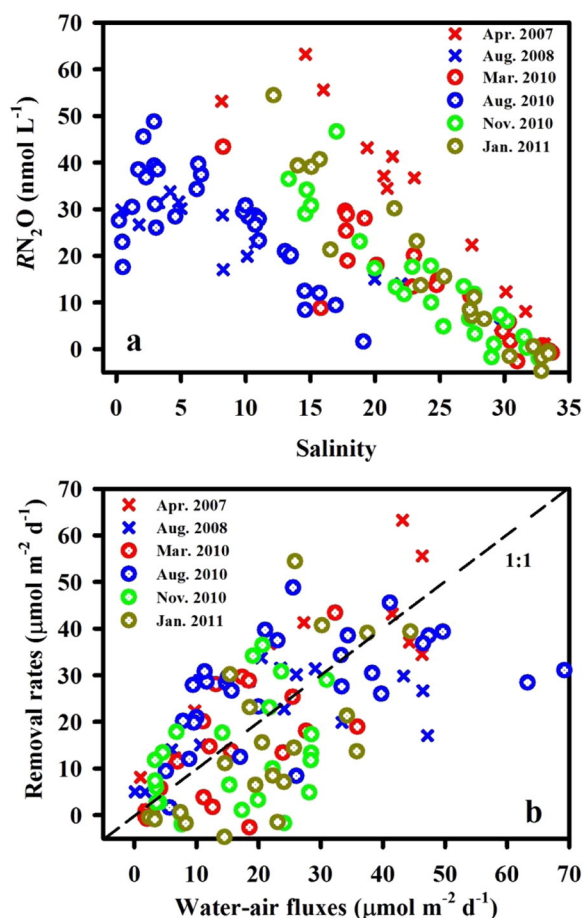 70
60
50
40
30
20
10
0
RN₂O (nmol L⁻¹)
Apr. 2007
Aug. 2008
Mar. 2010
Aug. 2010
Nov. 2010
Jan. 2011
a
0 5 10 15 20 25 30 35
Salinity
70
60
50
40
30
20
10
0
Removal rates (μmol m⁻² d⁻¹)
Apr. 2007
Aug. 2008
Mar. 2010
Aug. 2010
Nov. 2010
Jan. 2011
1:1
b
0 10 20 30 40 50 60 70
Water-air fluxes (μmol m⁻² d⁻¹)